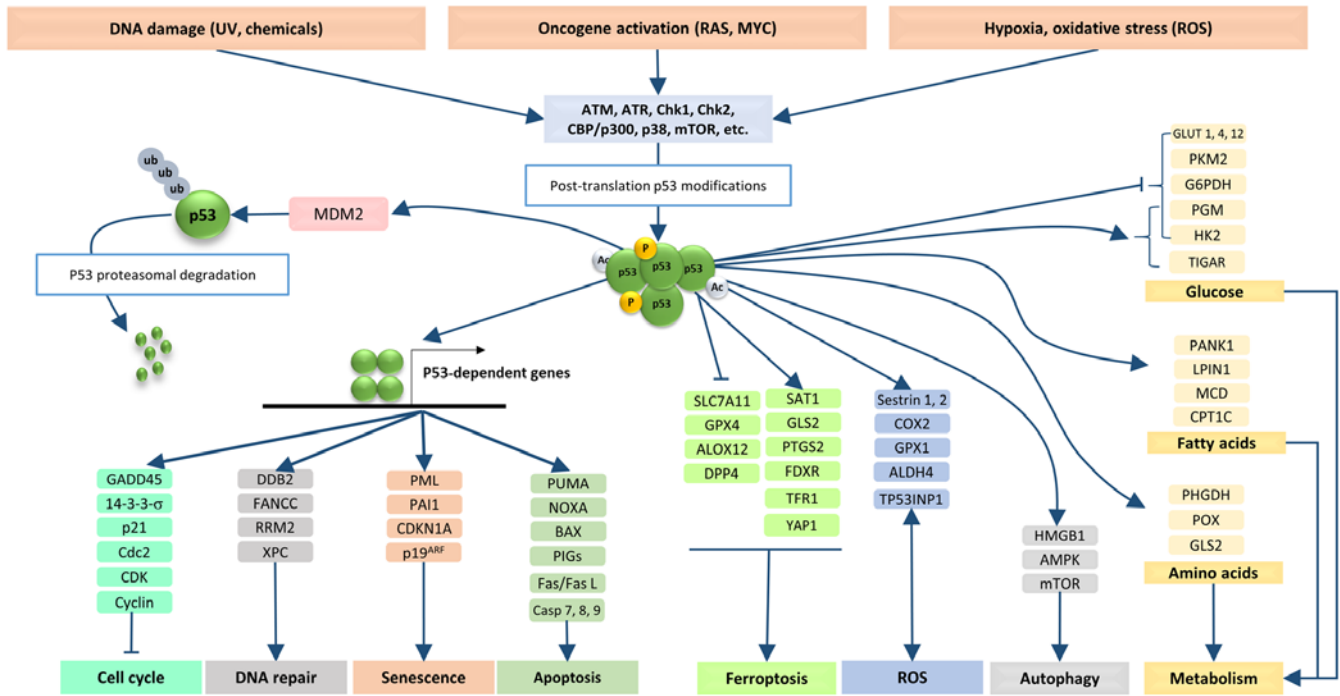 DNA damage (UV, chemicals)
Oncogene activation (RAS, MYC)
Hypoxia, oxidative stress (ROS)
ATM, ATR, Chk1, Chk2,
CBP/p300, p38, mTOR, etc.
Post-translation p53 modifications
ub
ub
ub
p53
MDM2
P53 proteasomal degradation
P
Ac
p53
p53
p53
Ac
P
p53
GLUT 1, 4, 12
PKM2
G6PDH
PGM
HK2
TIGAR
Glucose
PANK1
LPIN1
MCD
CPT1C
Fatty acids
PHGDH
POX
GLS2
Amino acids
Metabolism
P53-dependent genes
GADD45
14-3-3-σ
p21
Cdc2
CDK
Cyclin
Cell cycle
DDB2
FANCC
RRM2
XPC
DNA repair
PML
PAI1
CDKN1A
p19ARF
Senescence
PUMA
NOXA
BAX
PIGs
Fas/Fas L
Casp 7, 8, 9
Apoptosis
SLC7A11
GPX4
ALOX12
DPP4
SAT1
GLS2
PTGS2
FDXR
TFR1
YAP1
Ferroptosis
Sestrin 1, 2
COX2
GPX1
ALDH4
TP53INP1
ROS
HMGB1
AMPK
mTOR
Autophagy